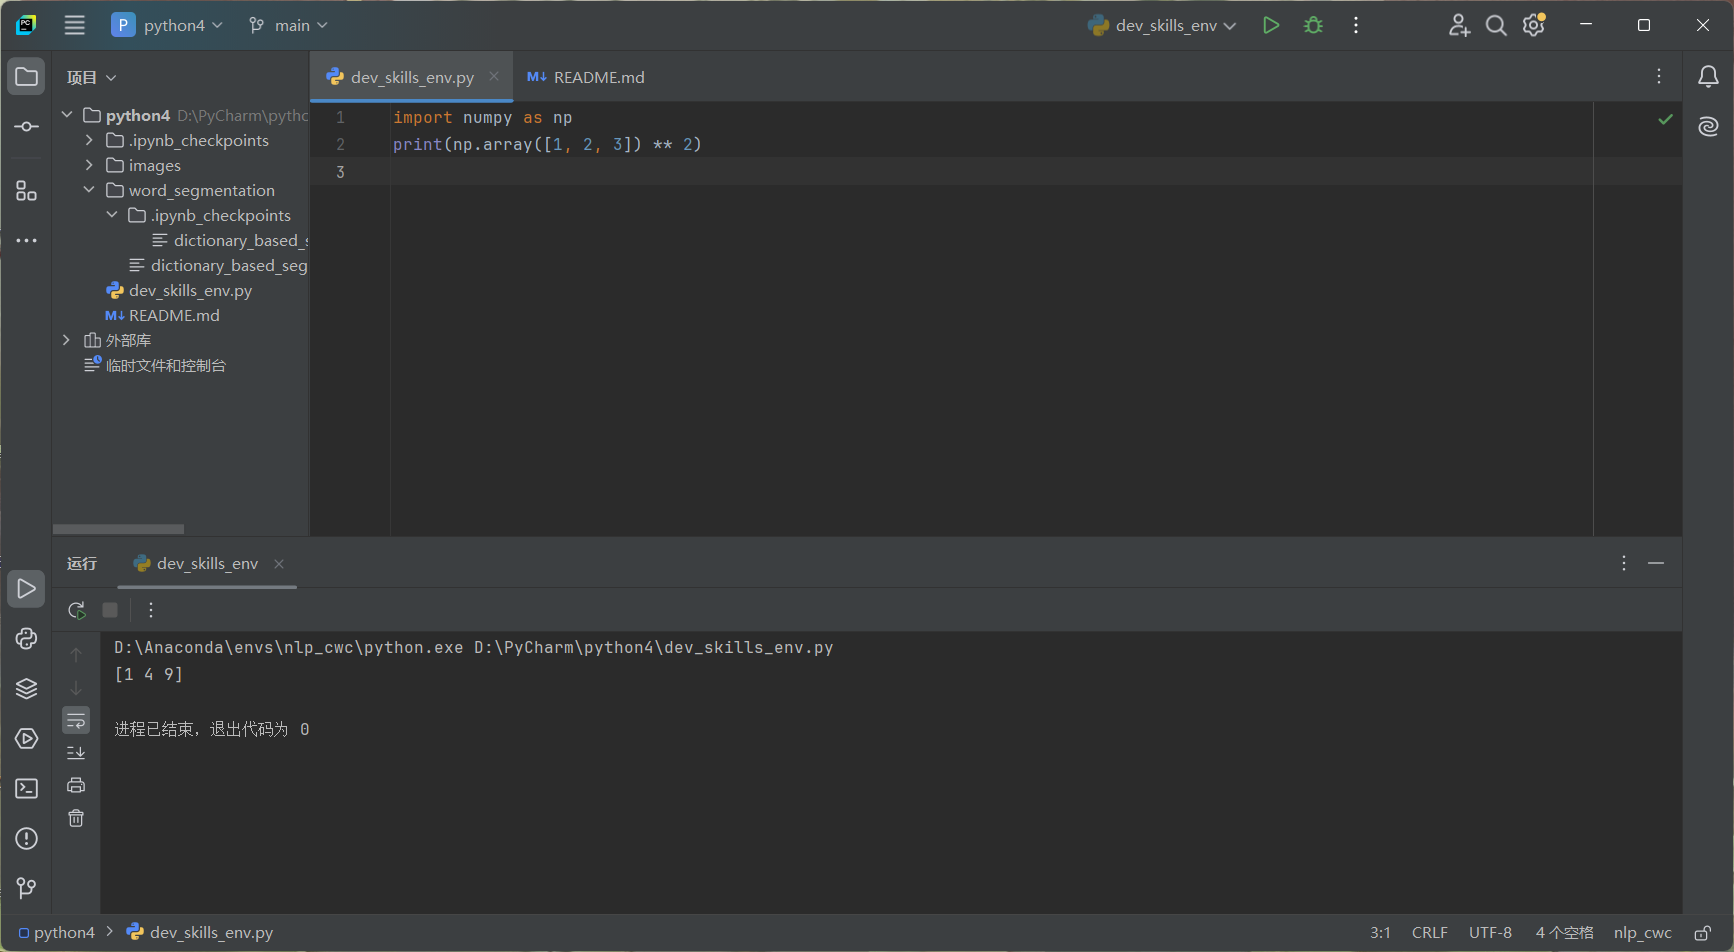 PC
P python4 main dev_skills_env
项目
python4 D:\PyCharm\pythc
.ipynb_checkpoints
images
word_segmentation
.ipynb_checkpoints
dictionary_based_s
dictionary_based_seg
dev_skills_env.py
M↓ README.md
外部库
临时文件和控制台
dev_skills_env.py M↓ README.md
1 import numpy as np
2 print(np.array([1, 2, 3]) ** 2)
3
运行 dev_skills_env
D:\Anaconda\envs\nlp_cwc\python.exe D:\PyCharm\python4\dev_skills_env.py
[1 4 9]
进程已结束，退出代码为 0
python4 > dev_skills_env.py 3:1 CRLF UTF-8 4 个空格 nlp_cwc